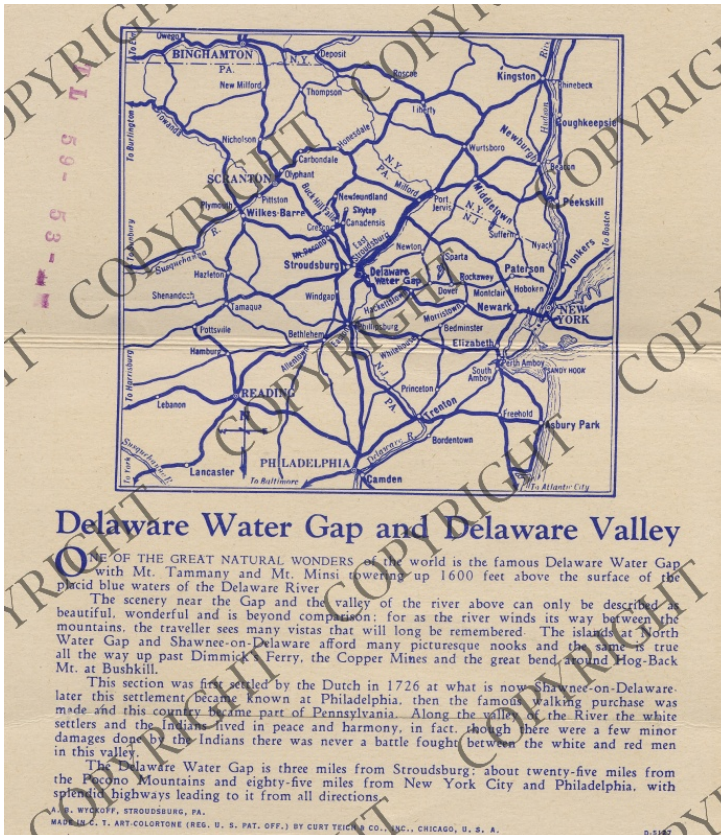 Owego
BINGHAMTON
Deposit
PA.
N.Y.
New Milford
Thompson
Roscoe
Kingston
Rhinebeck
River
Hudson
Poughkeepsie
Towanda
To Burlington
Liberty
Newburgh
Nicholson
Honesdale
Wurtsboro
Carbondale
Beacon
SCRANTON
Olyphant
N.Y.
PA.
Milford
Middletown
Port Jervis
Buck Hill Falls
Newfoundland
Skytop
Pittston
Plymouth
Wilkes-Barre
Canadensis
Cresco
Mt. Pocono
Peekskill
N.Y.
N.J.
Suffern
Nyack
Yonkers
To Boston
To Sunbury
Susquehanna R.
East Stroudsburg
Stroudsburg
Newton
Sparta
Delaware Water Gap
Rockaway
Paterson
Hazleton
Dover
Montclair
Hobokn
Hackettstown
Newark
NEW YORK
Shenandoah
Tamaqua
Windgap
Morristown
Pottsville
Bethlehem
Phillipsburg
Bedminster
Elizabeth
Hamburg
Allentown
Whitehouse
Perth Amboy
South Amboy
SANDY HOOK
To Harrisburg
N.J.
PA.
Princeton
READING
Lebanon
Trenton
Freehold
Asbury Park
N
Bordentown
Delaware R.
Susquehanna R.
Lancaster
PHILADELPHIA
Camden
To York
To Baltimore
To Atlantic City
Delaware Water Gap and Delaware Valley
ONE OF THE GREAT NATURAL WONDERS of the world is the famous Delaware Water Gap
with Mt. Tammany and Mt. Minsi towering up 1600 feet above the surface of the
placid blue waters of the Delaware River
The scenery near the Gap and the valley of the river above can only be described as
beautiful, wonderful and is beyond comparison; for as the river winds its way between the
mountains, the traveller sees many vistas that will long be remembered. The islands at North
Water Gap and Shawnee-on-Delaware afford many picturesque nooks and the same is true
all the way up past Dimmick's Ferry, the Copper Mines and the great bend around Hog-Back
Mt. at Bushkill.
This section was first settled by the Dutch in 1726 at what is now Shawnee-on-Delaware.
later this settlement became known at Philadelphia, then the famous walking purchase was
made and this country became part of Pennsylvania. Along the valley of the River the white
settlers and the Indians lived in peace and harmony, in fact, though there were a few minor
damages done by the Indians there was never a battle fought between the white and red men
in this valley.
The Delaware Water Gap is three miles from Stroudsburg; about twenty-five miles from
the Pocono Mountains and eighty-five miles from New York City and Philadelphia, with
splendid highways leading to it from all directions.
A. B. WYCKOFF, STROUDSBURG, PA.
MADE IN C. T. ART-COLORTONE (REG. U. S. PAT. OFF.) BY CURT TEICH & CO., INC., CHICAGO, U. S. A.
COPYRIGHT